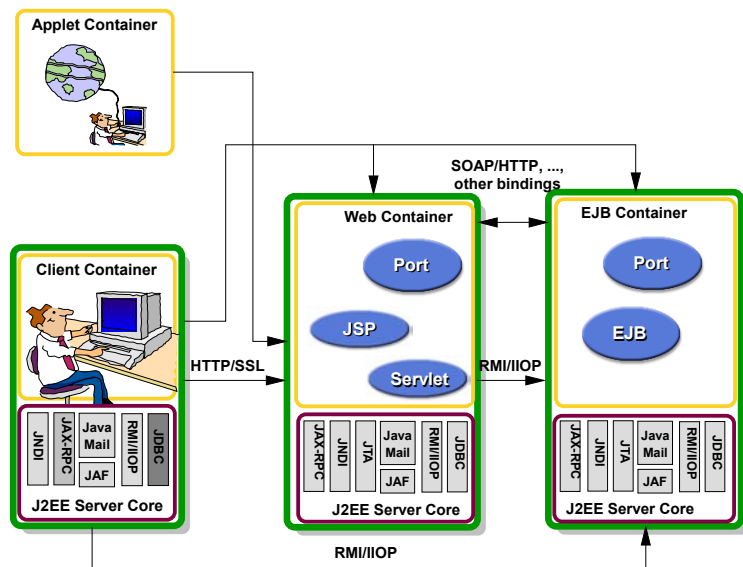 Applet Container
SOAP/HTTP, ...,
other bindings
Client Container
HTTP/SSL
JNDI
JAX-RPC
Java
Mail
JAF
RMI/IIOP
JDBC
J2EE Server Core
Web Container
Port
JSP
Servlet
RMI/IIOP
JAX-RPC
JNDI
JTA
Java
Mail
JAF
RMI/IIOP
JDBC
J2EE Server Core
EJB Container
Port
EJB
JAX-RPC
JNDI
JTA
Java
Mail
JAF
RMI/IIOP
JDBC
J2EE Server Core
RMI/IIOP